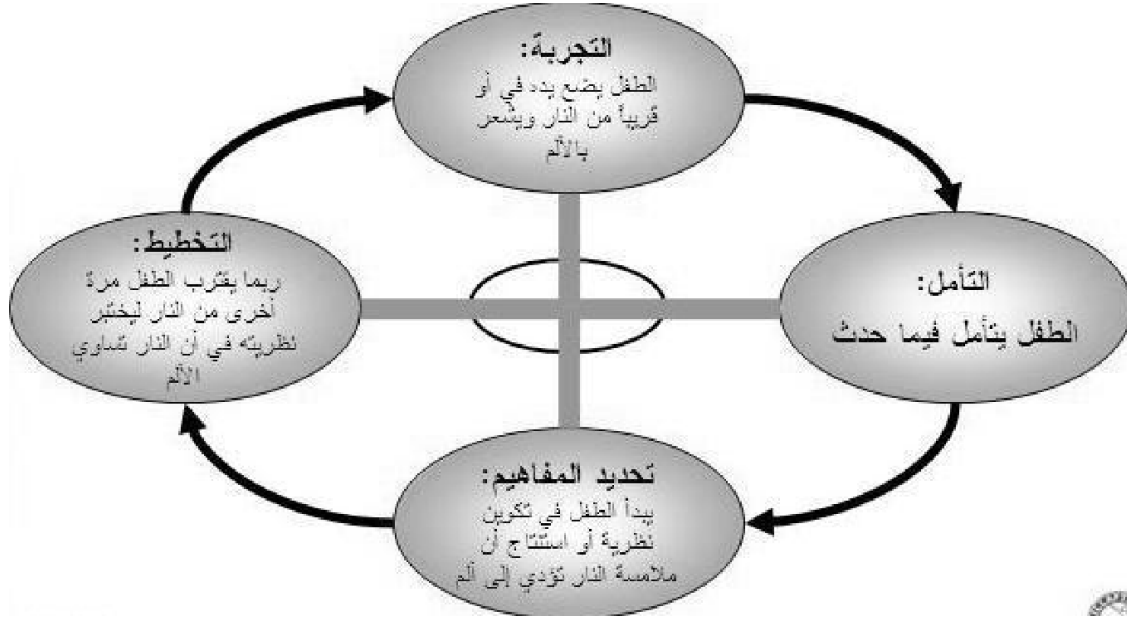 التجربة:
الطفل يضع يده في أو
قريباً من النار ويشعر
بالألم
التأمل:
الطفل يتأمل فيما حدث
تحديد المفاهيم:
يبدأ الطفل في تكوين
نظرية أو استنتاج أن
ملامسة النار تؤدي إلى ألم
التخطيط:
ربما يقترب الطفل مرة
أخرى من النار ليختبر
نظريته في أن النار تساوي
الألم